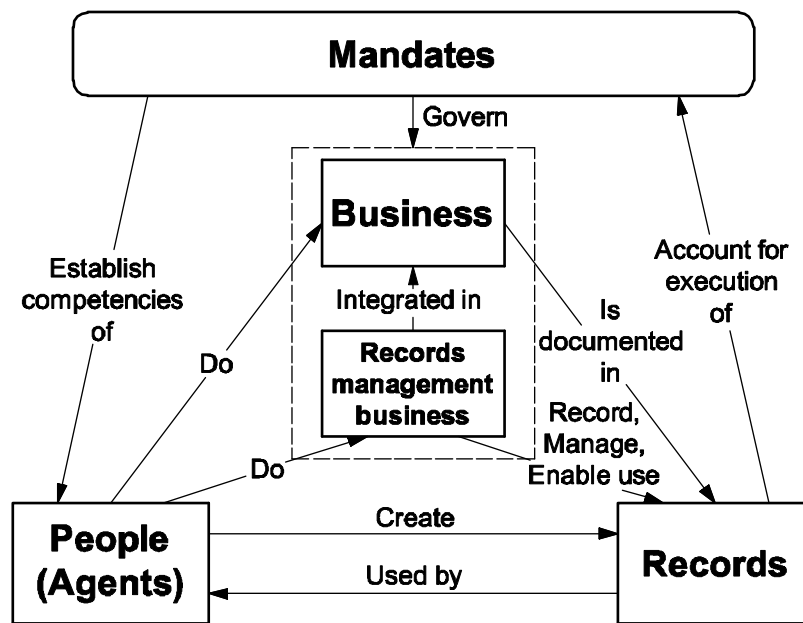 Mandates
Govern
Business
Establish
competencies
of
Account for
execution
of
Integrated in
Is
documented
in
Do
Records
management
business
Record,
Manage,
Enable use
Do
People
(Agents)
Create
Used by
Records